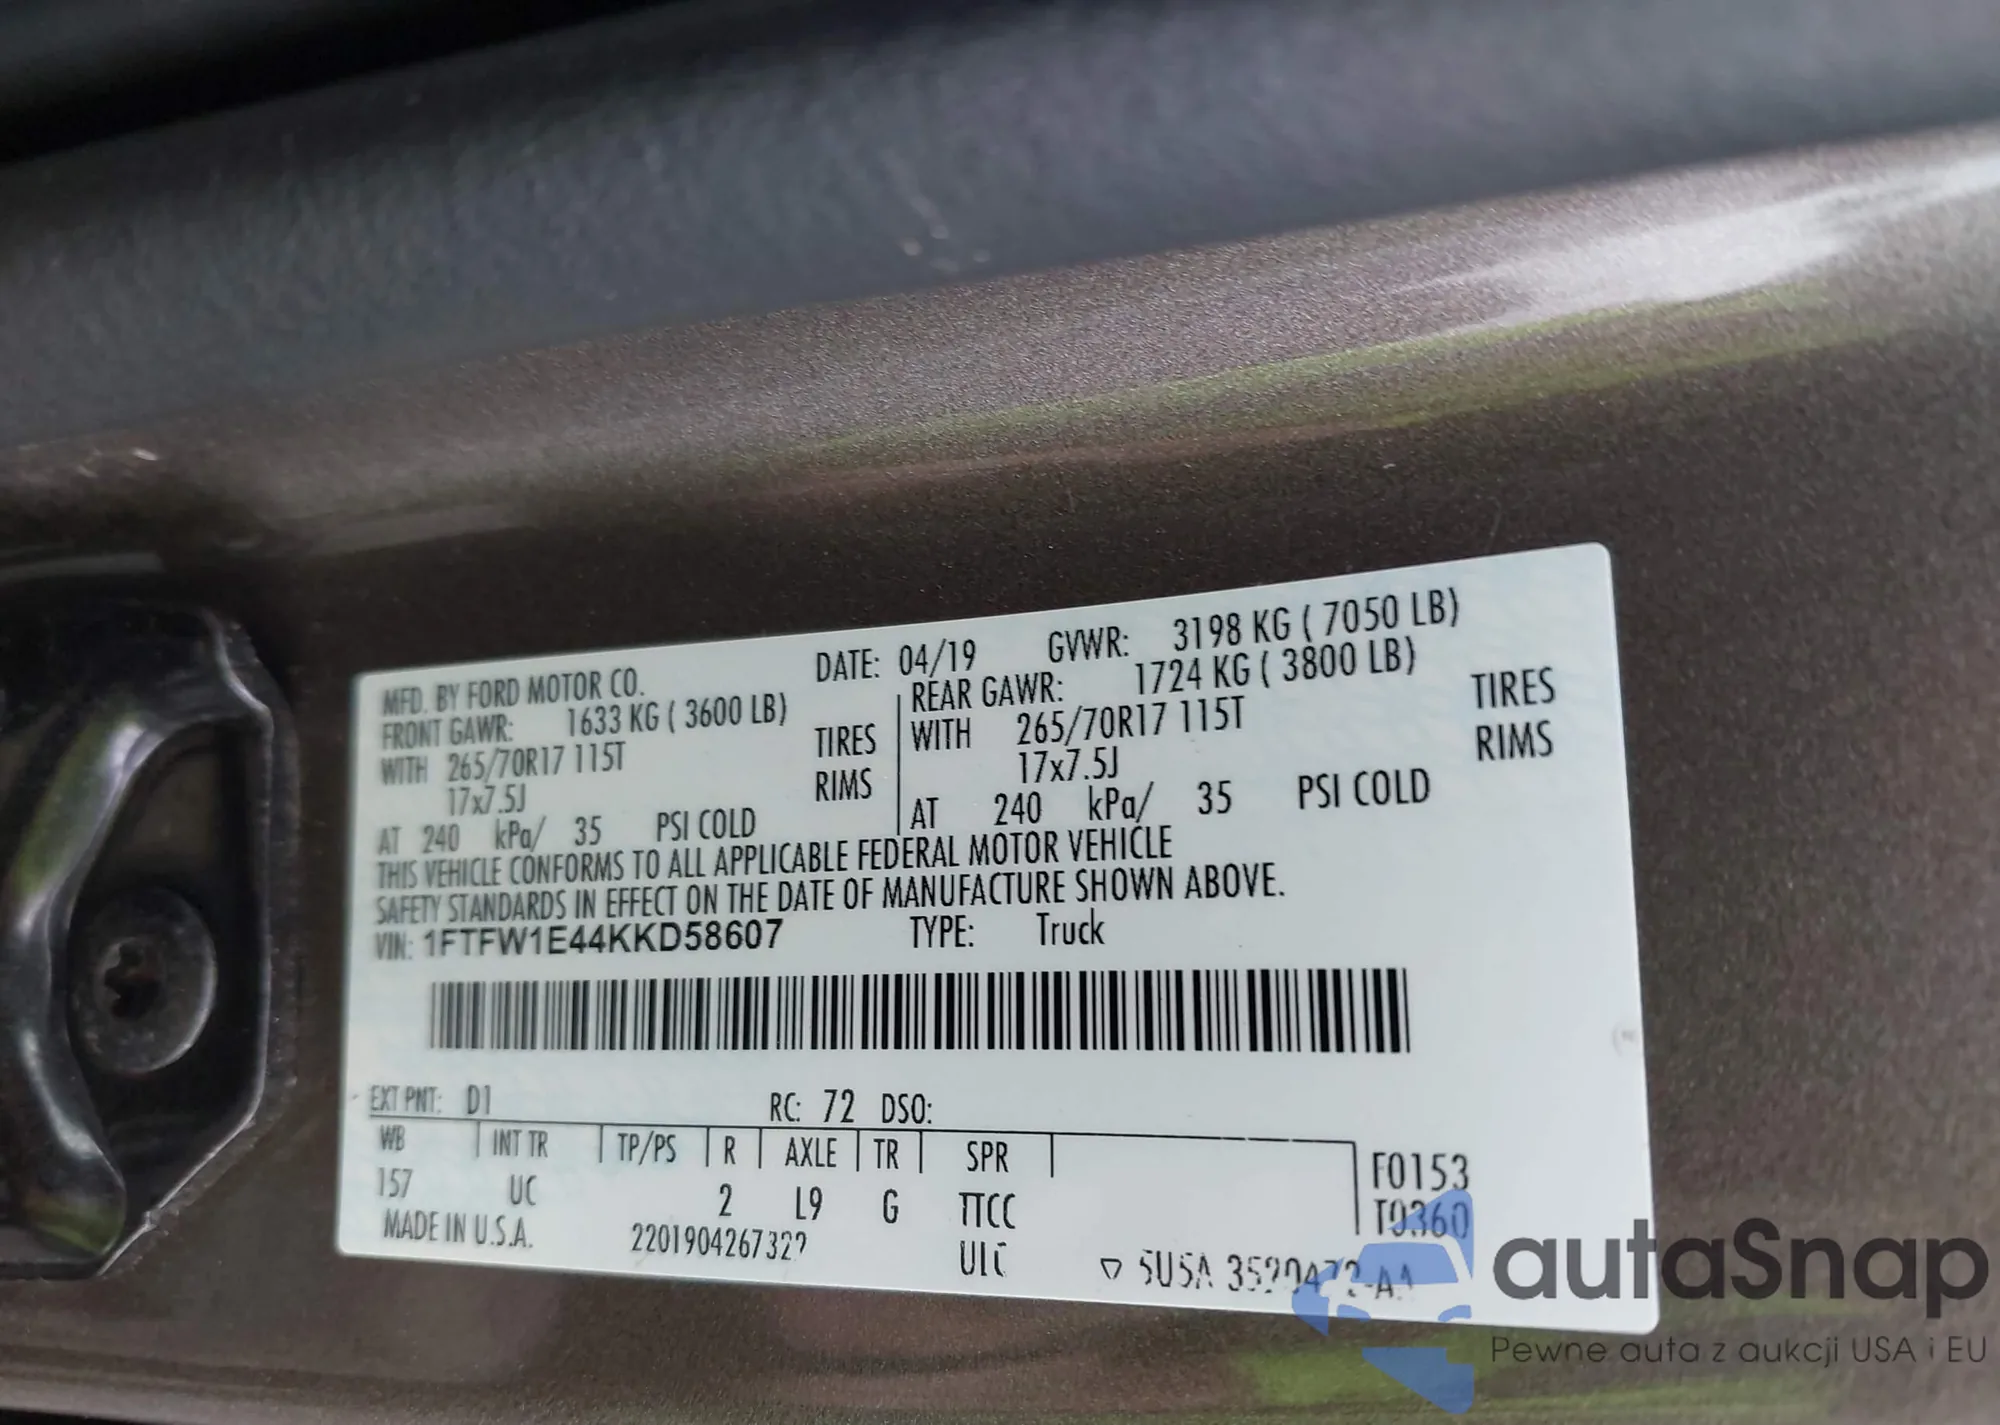 MFD. BY FORD MOTOR CO. DATE: 04/19 GVWR: 3198 KG ( 7050 LB)
FRONT GAWR: 1633 KG ( 3600 LB) REAR GAWR: 1724 KG ( 3800 LB)
WITH 265/70R17 115T TIRES WITH 265/70R17 115T TIRES
17x7.5J RIMS 17x7.5J RIMS
AT 240 kPa/ 35 PSI COLD AT 240 kPa/ 35 PSI COLD
THIS VEHICLE CONFORMS TO ALL APPLICABLE FEDERAL MOTOR VEHICLE
SAFETY STANDARDS IN EFFECT ON THE DATE OF MANUFACTURE SHOWN ABOVE.
VIN: 1FTFW1E44KKD58607 TYPE: Truck
EXT PNT: D1 RC: 72 DSO:
WB INT TR TP/PS R AXLE TR SPR F0153
157 UC 2 L9 G TTCC T0360
MADE IN U.S.A. ULC
autaSnap
Pewne auta z aukcji USA i EU